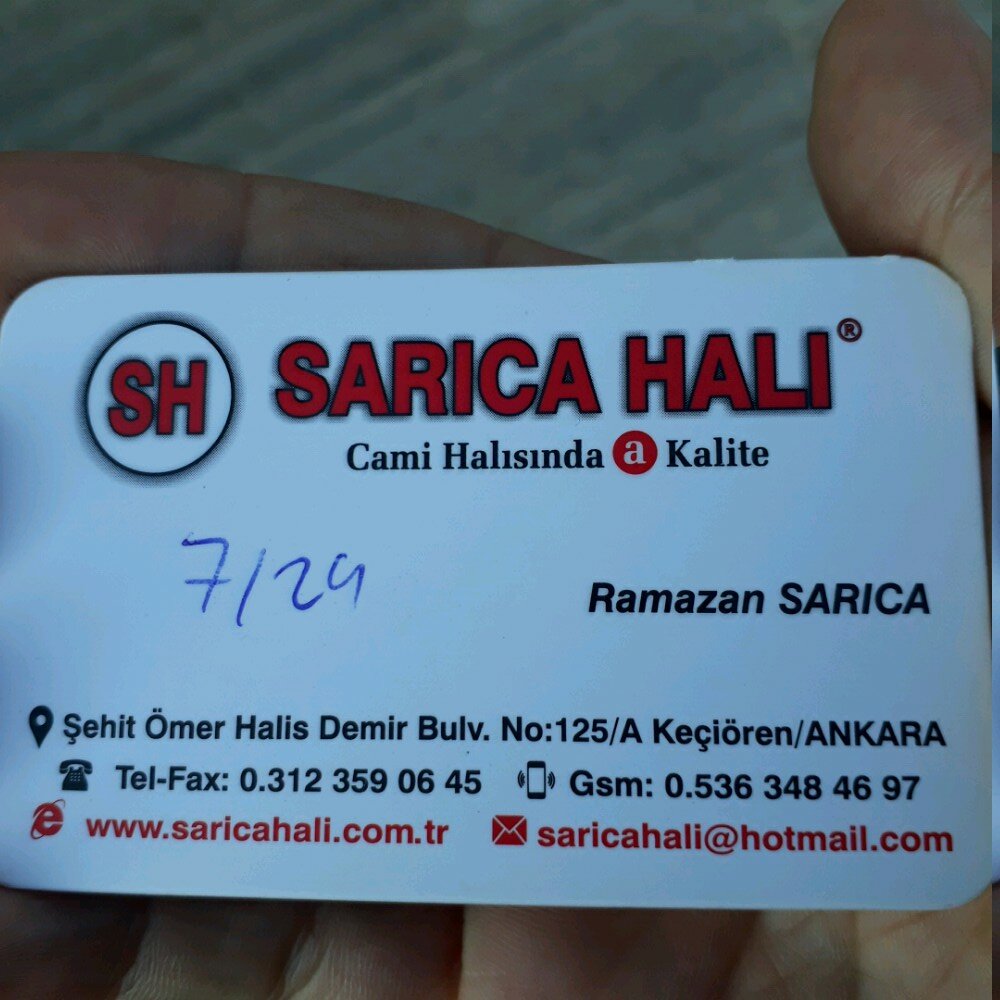 SH SARICA HALI®
Cami Halısında a Kalite
7/29
Ramazan SARICA
Şehit Ömer Halis Demir Bulv. No:125/A Keçiören/ANKARA
Tel-Fax: 0.312 359 06 45 Gsm: 0.536 348 46 97
www.saricahali.com.tr saricahali@hotmail.com